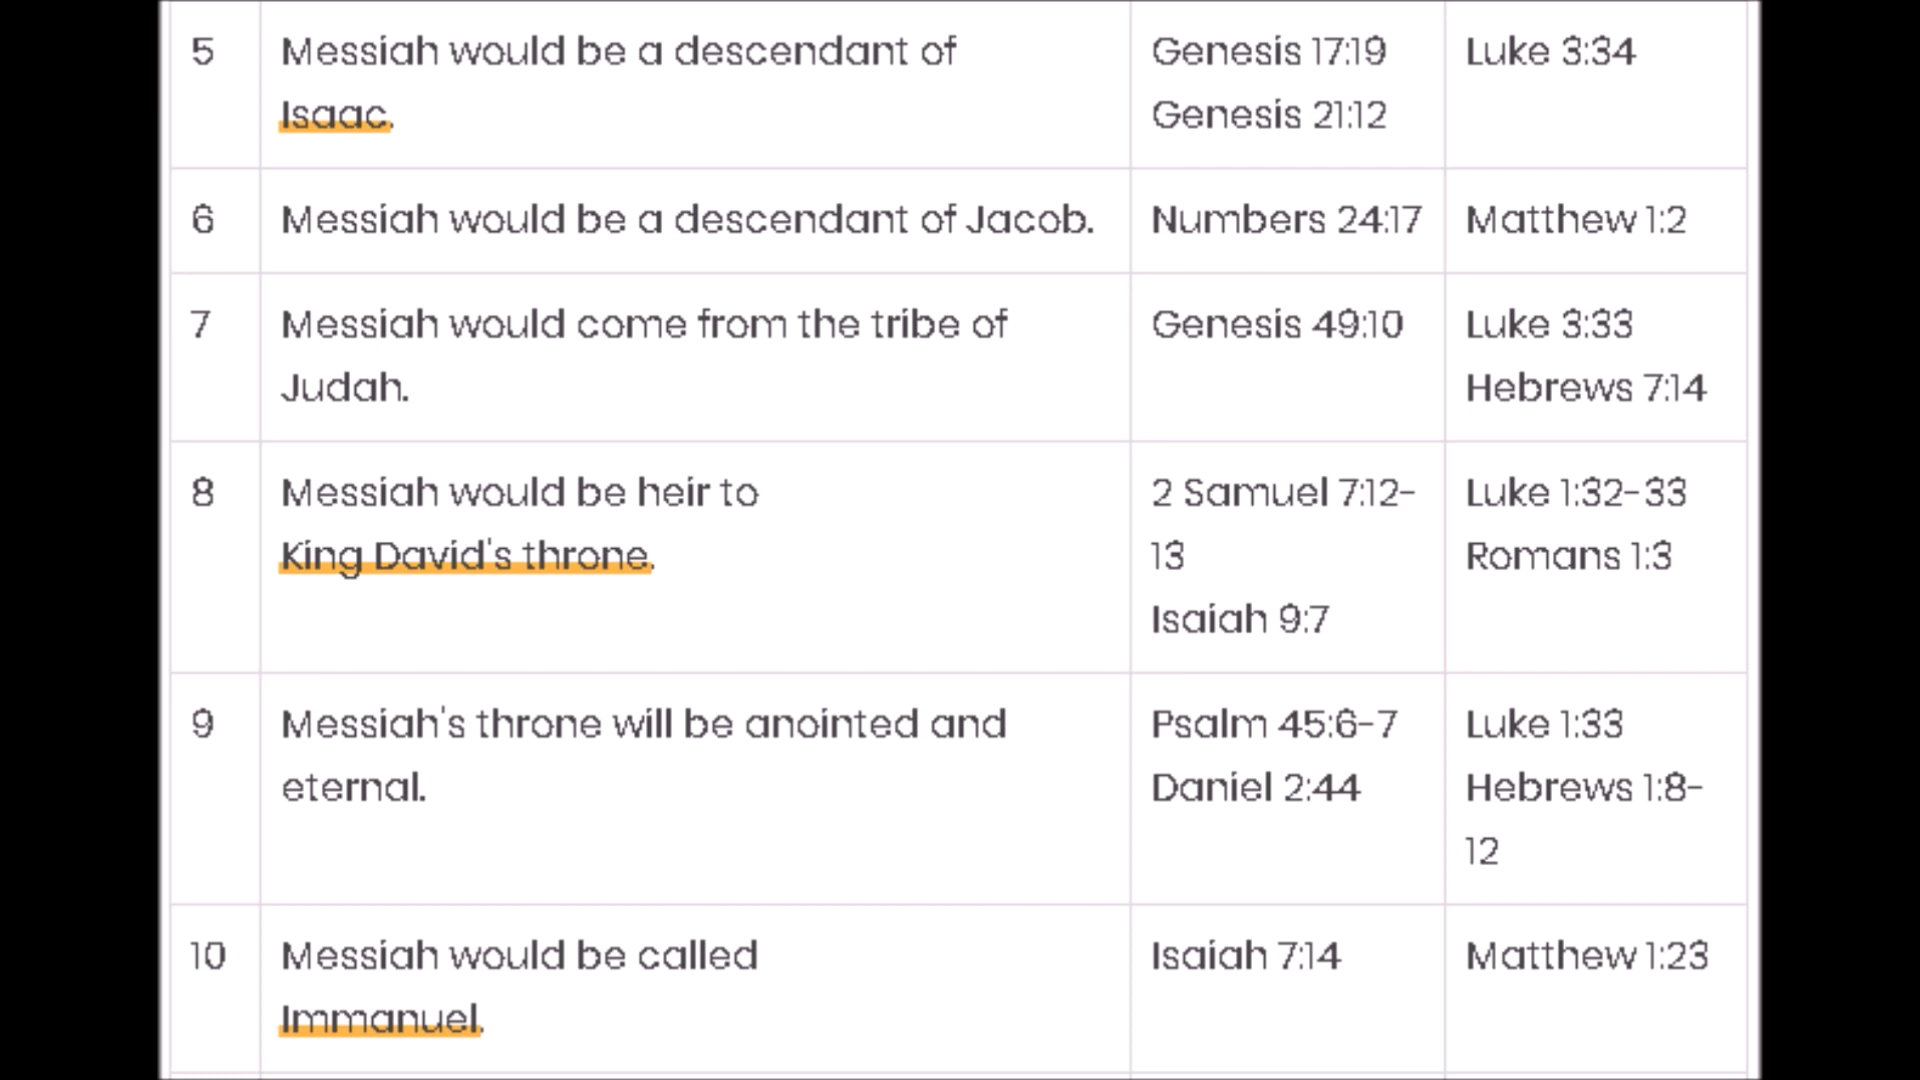 5 Messiah would be a descendant of Genesis 17:19 Luke 3:34
Isaac. Genesis 21:12
6 Messiah would be a descendant of Jacob. Numbers 24:17 Matthew 1:2
7 Messiah would come from the tribe of Genesis 49:10 Luke 3:33
Judah. Hebrews 7:14
8 Messiah would be heir to 2 Samuel 7:12- Luke 1:32-33
King David's throne. 13 Romans 1:3
Isaiah 9:7
9 Messiah's throne will be anointed and Psalm 45:6-7 Luke 1:33
eternal. Daniel 2:44 Hebrews 1:8-
12
10 Messiah would be called Isaiah 7:14 Matthew 1:23
Immanuel.